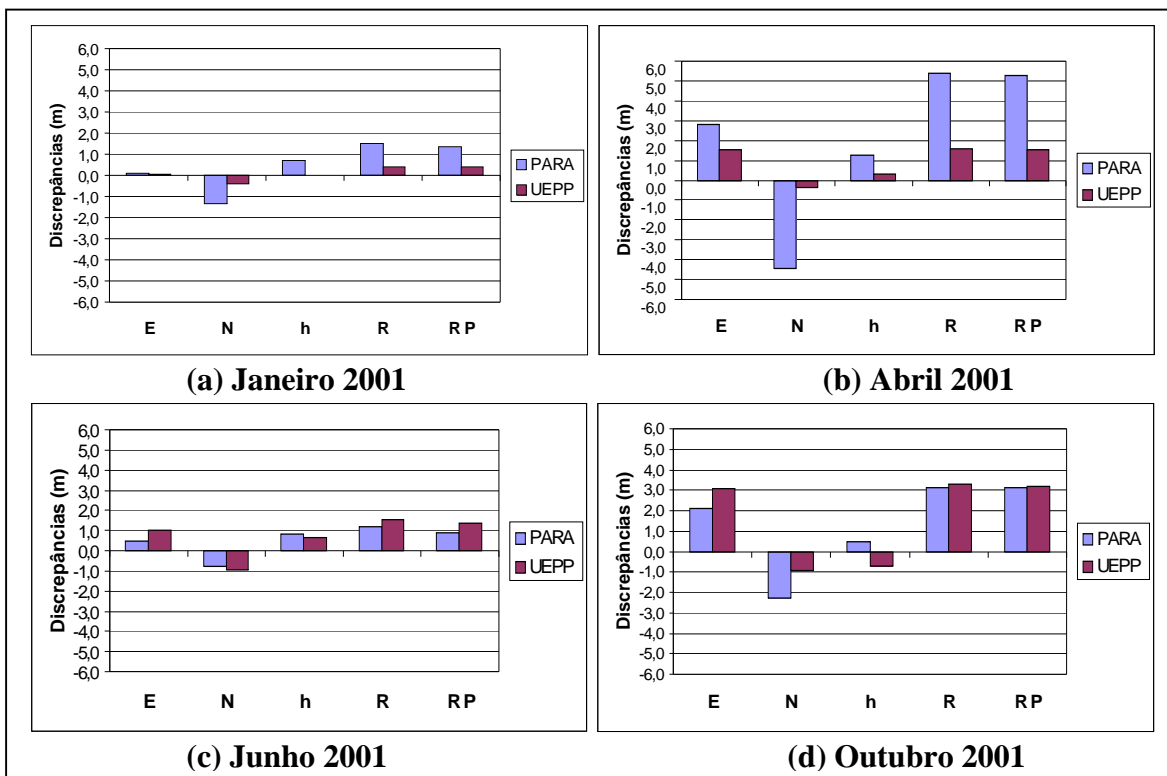 Discrepâncias (m)
6,0
5,0
4,0
3,0
2,0
1,0
0,0
-1,0
-2,0
-3,0
-4,0
-5,0
-6,0
E N h R R P
PARA
UEPP
(a) Janeiro 2001
Discrepâncias (m)
6,0
5,0
4,0
3,0
2,0
1,0
0,0
-1,0
-2,0
-3,0
-4,0
-5,0
-6,0
E N h R R P
PARA
UEPP
(b) Abril 2001
Discrepâncias (m)
6,0
5,0
4,0
3,0
2,0
1,0
0,0
-1,0
-2,0
-3,0
-4,0
-5,0
-6,0
E N h R R P
PARA
UEPP
(c) Junho 2001
Discrepâncias (m)
6,0
5,0
4,0
3,0
2,0
1,0
0,0
-1,0
-2,0
-3,0
-4,0
-5,0
-6,0
E N h R R P
PARA
UEPP
(d) Outubro 2001